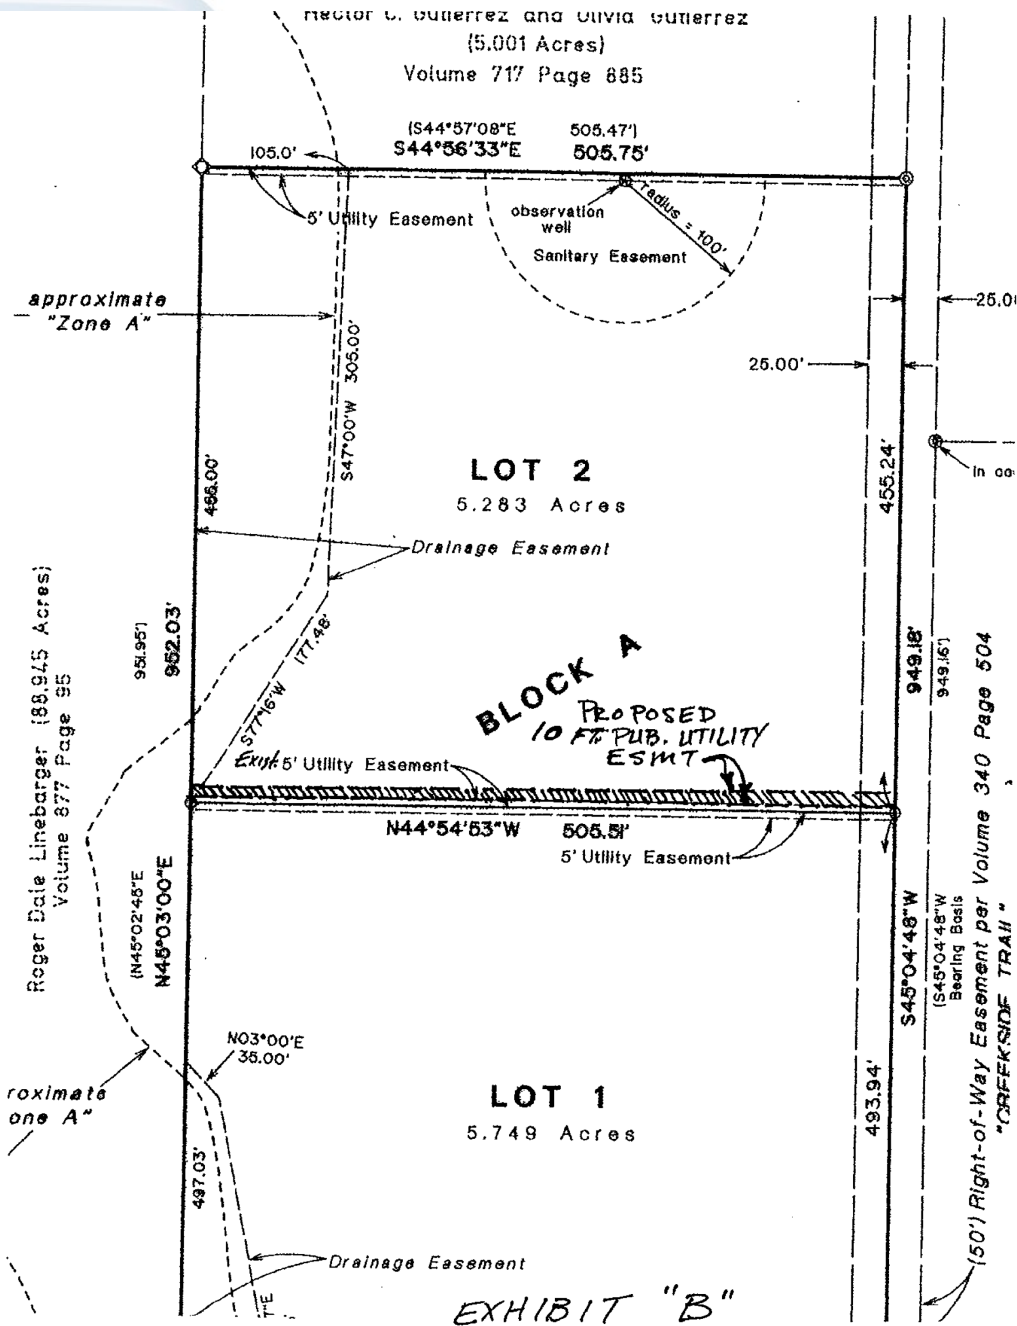 Hector C. Gutierrez and Olivia Gutierrez
(5.001 Acres)
Volume 717 Page 885
(S44°57'08"E 505.47')
S44°56'33"E 505.75'
105.0'
5' Utility Easement
observation
well
radius = 100'
Sanitary Easement
approximate
"Zone A"
25.00'
25.00'
S47°00'W 305.00'
LOT 2
5.283 Acres
455.24'
In
455.00'
Drainage Easement
Roger Dale Linebarger (88.945 Acres)
Volume 877 Page 95
951.95')
952.03'
S77°16'W 177.48'
BLOCK A
PROPOSED
10 FT. PUB. UTILITY
ESMT
Exist. 5' Utility Easement
949.18'
949.16')
N44°54'53"W 505.51'
5' Utility Easement
(N45°02'45"E
N45°03'00"E
S45°04'48"W
(S45°04'48"W
Bearing Basis
(50') Right-of-Way Easement per Volume 340 Page 504
"CREEKSIDE TRAIL"
N03°00'E
35.00'
roximate
one A"
LOT 1
5.749 Acres
493.94'
497.03'
Drainage Easement
EXHIBIT "B"